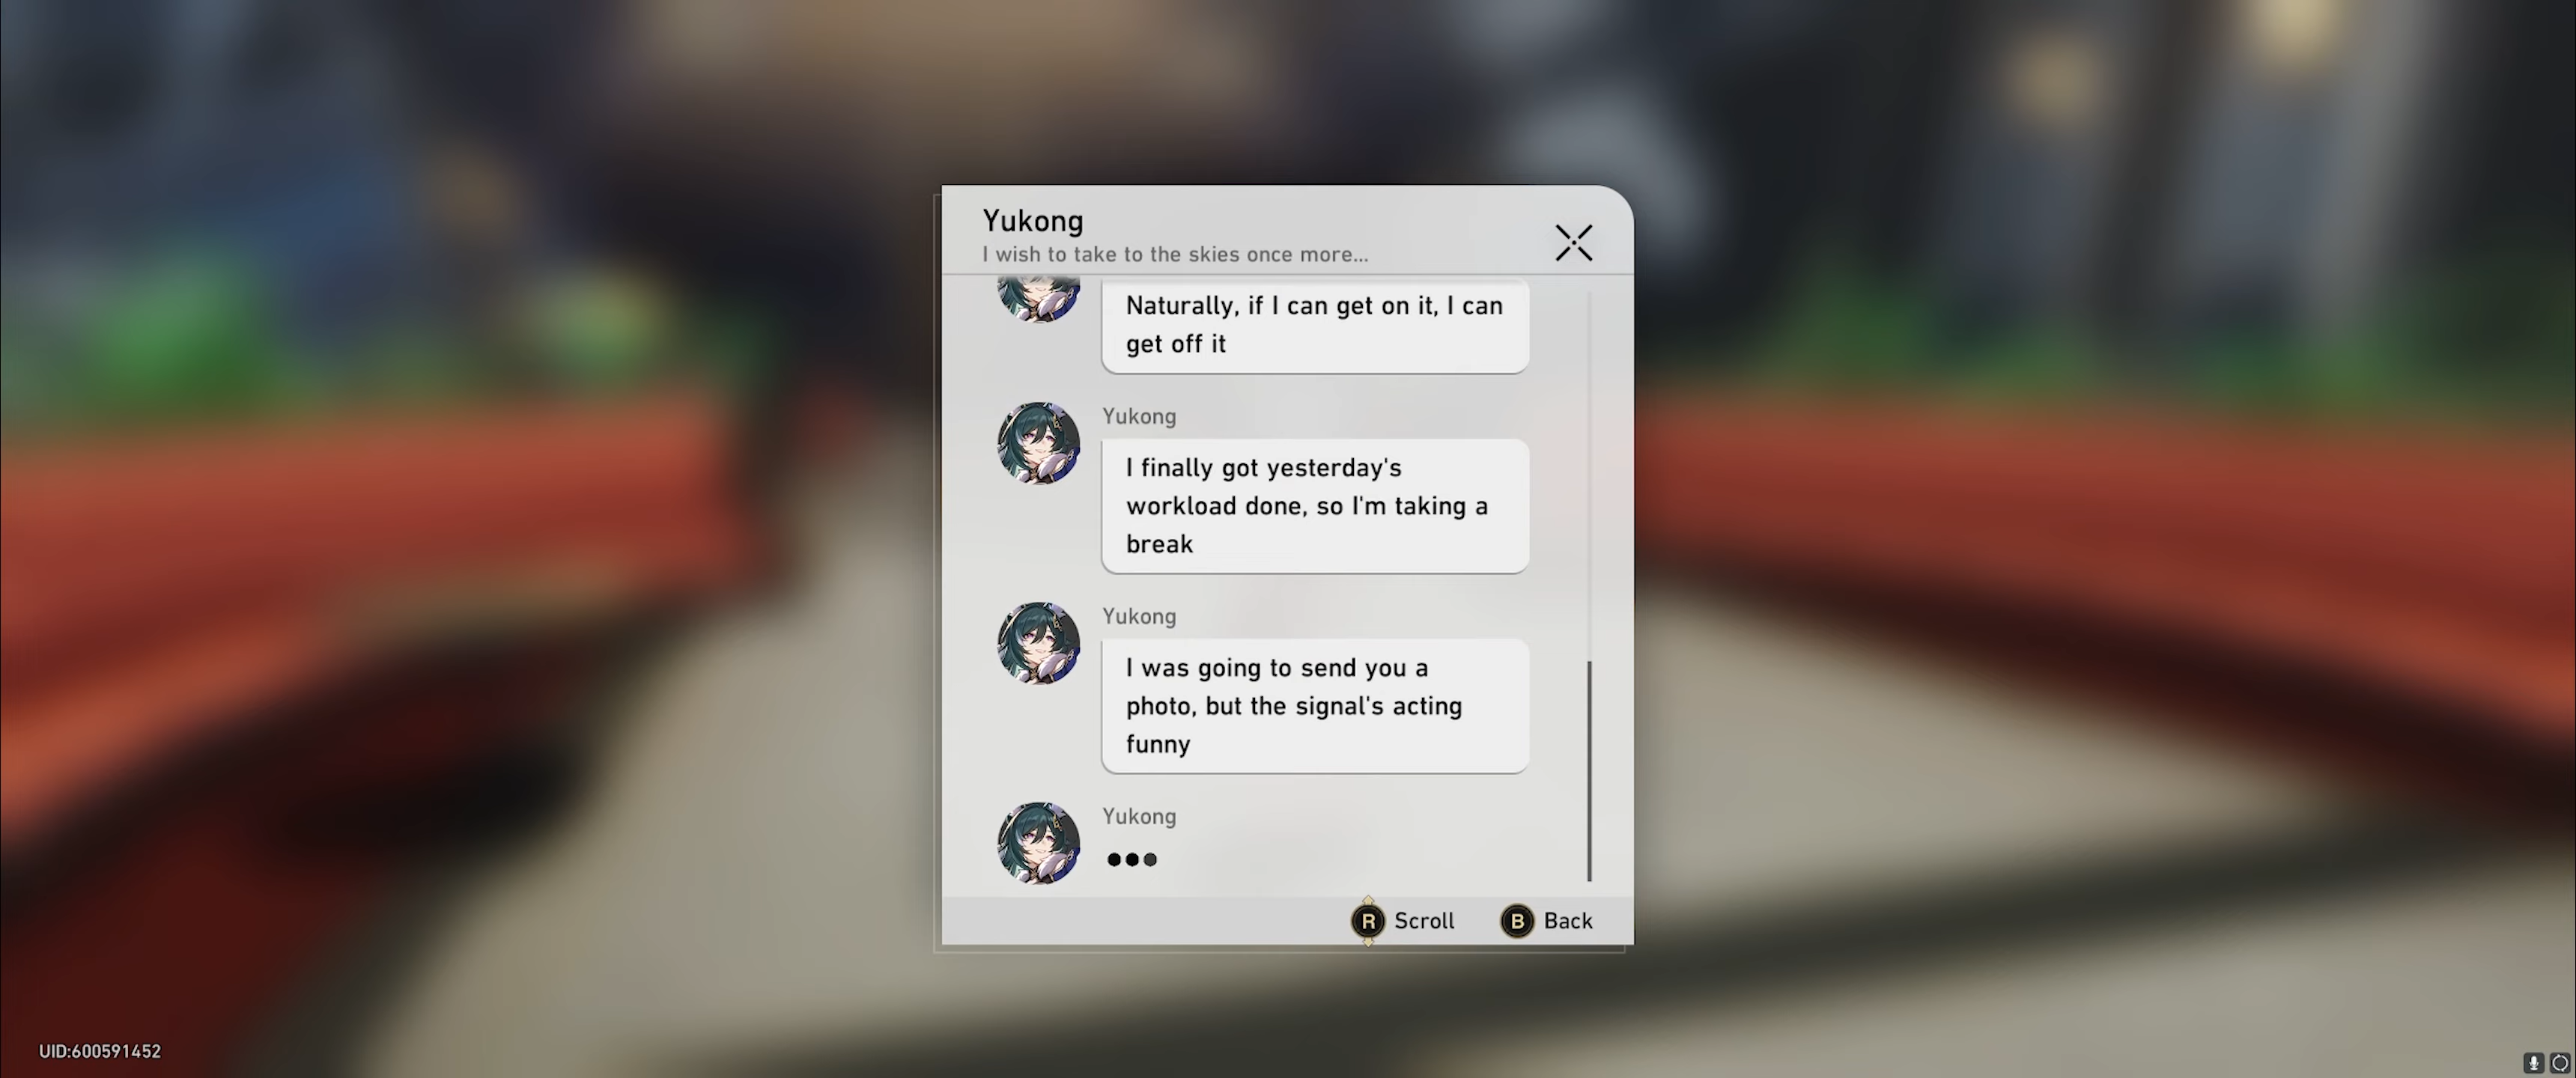 Yukong
I wish to take to the skies once more...
Naturally, if I can get on it, I can
get off it
Yukong
I finally got yesterday's
workload done, so I'm taking a
break
Yukong
I was going to send you a
photo, but the signal's acting
funny
Yukong
R Scroll
B Back
UID:600591452